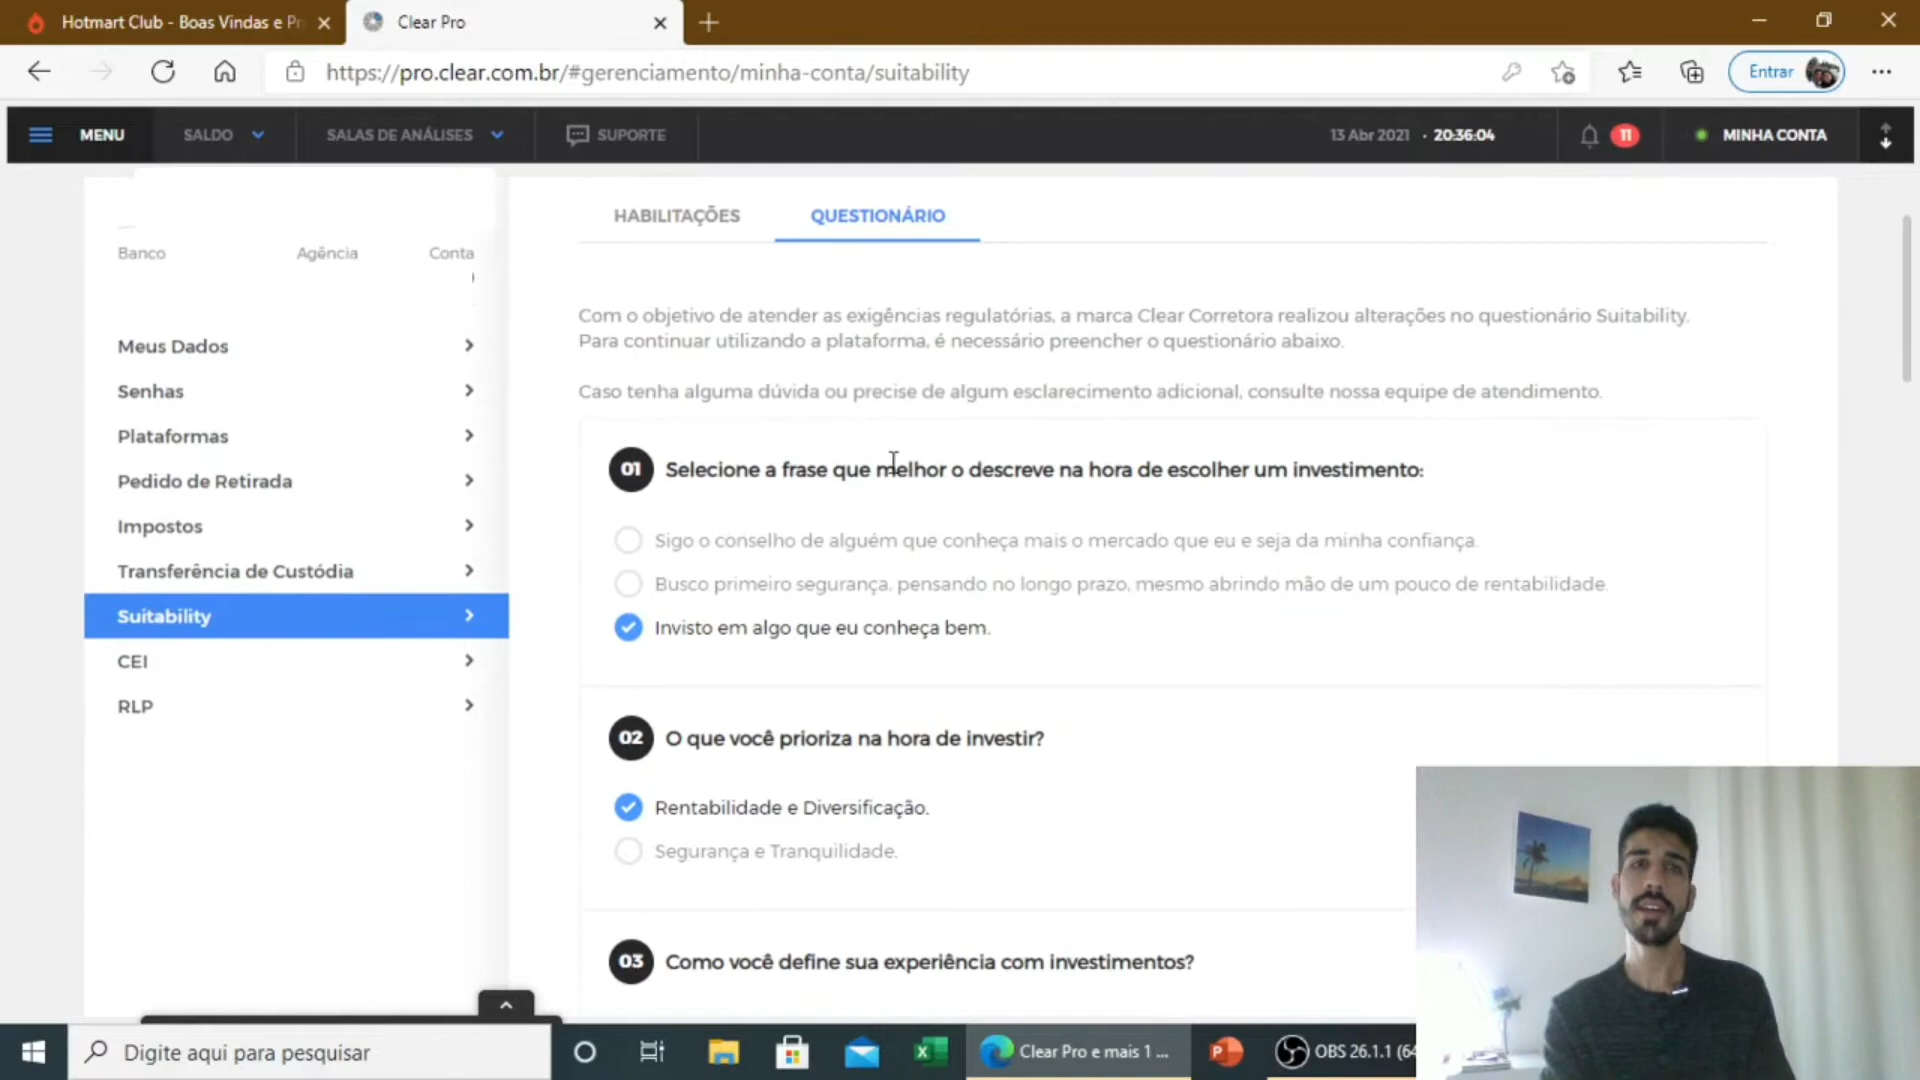 Hotmart Club - Boas Vindas e Pr
Clear Pro
https://pro.clear.com.br/#gerenciamento/minha-conta/suitability
Entrar
MENU
SALDO
SALAS DE ANÁLISES
SUPORTE
13 Abr 2021 · 20:36:04
11
MINHA CONTA
Banco Agência Conta
Meus Dados
Senhas
Plataformas
Pedido de Retirada
Impostos
Transferência de Custódia
Suitability
CEI
RLP
HABILITAÇÕES
QUESTIONÁRIO
Com o objetivo de atender as exigências regulatórias, a marca Clear Corretora realizou alterações no questionário Suitability.
Para continuar utilizando a plataforma, é necessário preencher o questionário abaixo.
Caso tenha alguma dúvida ou precise de algum esclarecimento adicional, consulte nossa equipe de atendimento.
01 Selecione a frase que melhor o descreve na hora de escolher um investimento:
Sigo o conselho de alguém que conheça mais o mercado que eu e seja da minha confiança.
Busco primeiro segurança, pensando no longo prazo, mesmo abrindo mão de um pouco de rentabilidade.
Invisto em algo que eu conheça bem.
02 O que você prioriza na hora de investir?
Rentabilidade e Diversificação.
Segurança e Tranquilidade.
03 Como você define sua experiência com investimentos?
Digite aqui para pesquisar
Clear Pro e mais 1 ...
OBS 26.1.1 (64